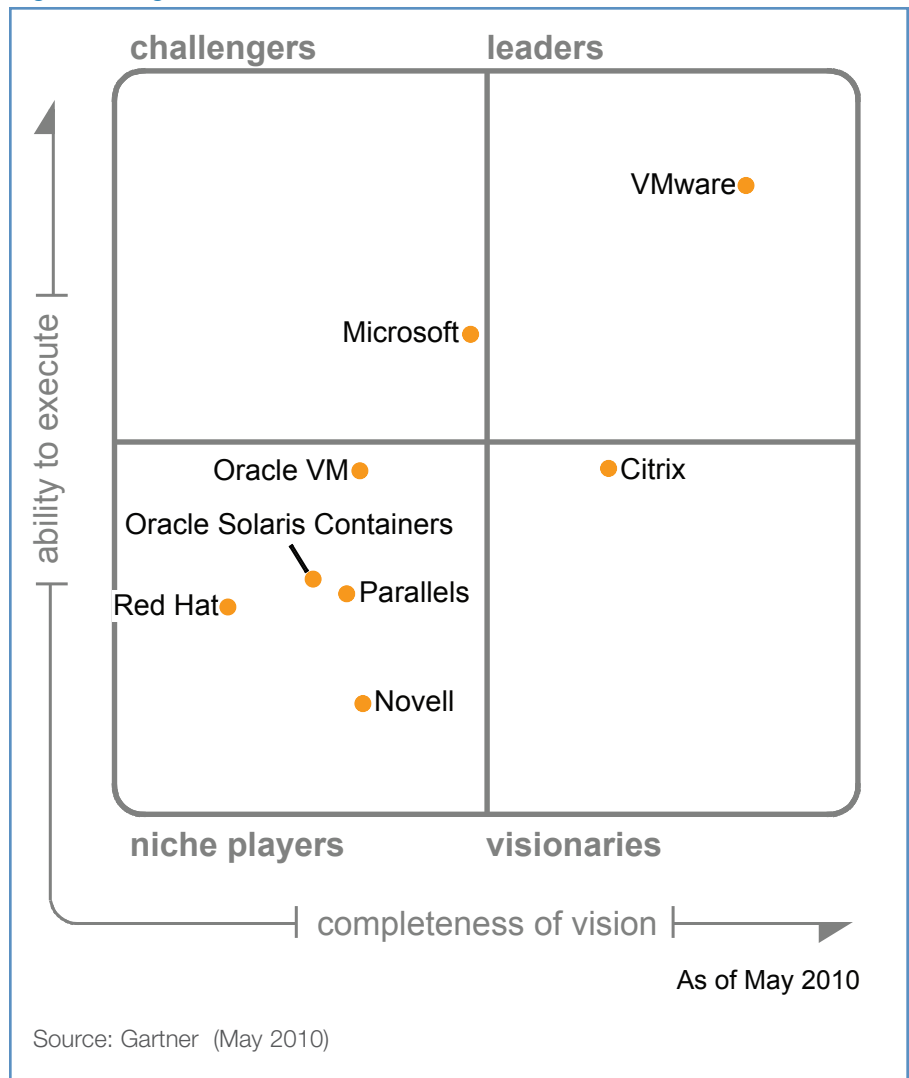 challengers
leaders
VMware
Microsoft
ability to execute
Oracle VM
Citrix
Oracle Solaris Containers
Parallels
Red Hat
Novell
niche players
visionaries
completeness of vision
As of May 2010
Source: Gartner (May 2010)